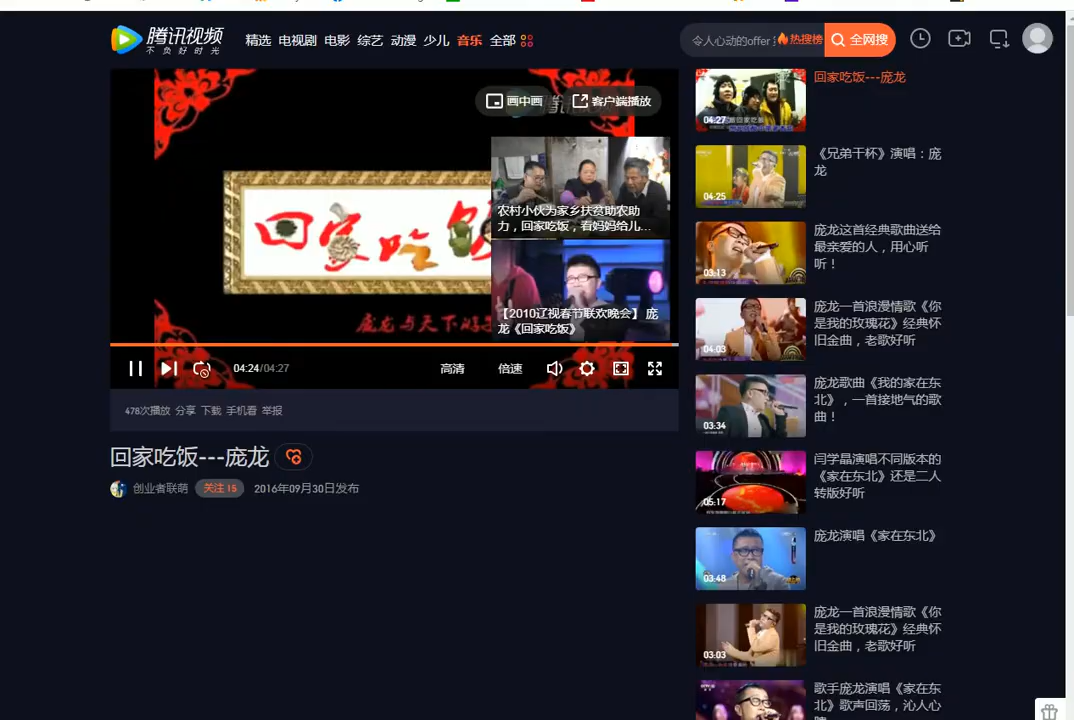 腾讯视频
不负好时光
精选 电视剧 电影 综艺 动漫 少儿 音乐 全部
令人心动的offer
热搜榜
全网搜
画中画
客户端播放
回家吃饭
庞龙与天下游子
农村小伙为家乡扶贫助农助
力，回家吃饭，看妈妈给儿...
【2010辽视春节联欢晚会】 庞
龙《回家吃饭》
04:24/04:27
高清
倍速
478次播放 分享 下载 手机看 举报
回家吃饭---庞龙
创业者联萌
关注 15
2016年09月30日发布
04:27
回家吃饭---庞龙
04:25
《兄弟干杯》演唱：庞
龙
03:13
庞龙这首经典歌曲送给
最亲爱的人，用心听
听！
04:03
庞龙一首浪漫情歌《你
是我的玫瑰花》经典怀
旧金曲，老歌好听
03:34
庞龙歌曲《我的家在东
北》，一首接地气的歌
曲！
05:17
闫学晶演唱不同版本的
《家在东北》还是二人
转版好听
03:48
庞龙演唱《家在东北》
03:03
庞龙一首浪漫情歌《你
是我的玫瑰花》经典怀
旧金曲，老歌好听
歌手庞龙演唱《家在东
北》歌声回荡，沁人心